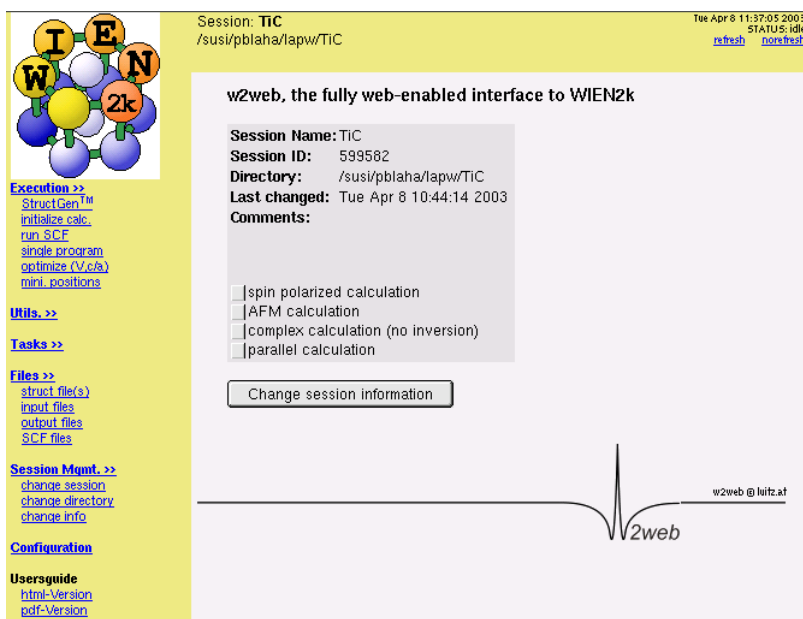 WIEN
2k
Execution >>
StructGen™
initialize calc.
run SCF
single program
optimize (V,c/a)
mini. positions
Utils. >>
Tasks >>
Files >>
struct file(s)
input files
output files
SCF files
Session Mgmt. >>
change session
change directory
change info
Configuration
Usersguide
html-Version
pdf-Version
Session: TiC
/susi/pblaha/lapw/TiC
Tue Apr 8 11:37:05 2003
STATUS: idle
refresh norefresh
w2web, the fully web-enabled interface to WIEN2k
Session Name: TiC
Session ID: 599582
Directory: /susi/pblaha/lapw/TiC
Last changed: Tue Apr 8 10:44:14 2003
Comments:
spin polarized calculation
AFM calculation
complex calculation (no inversion)
parallel calculation
Change session information
w2web @ luitz.at
2web